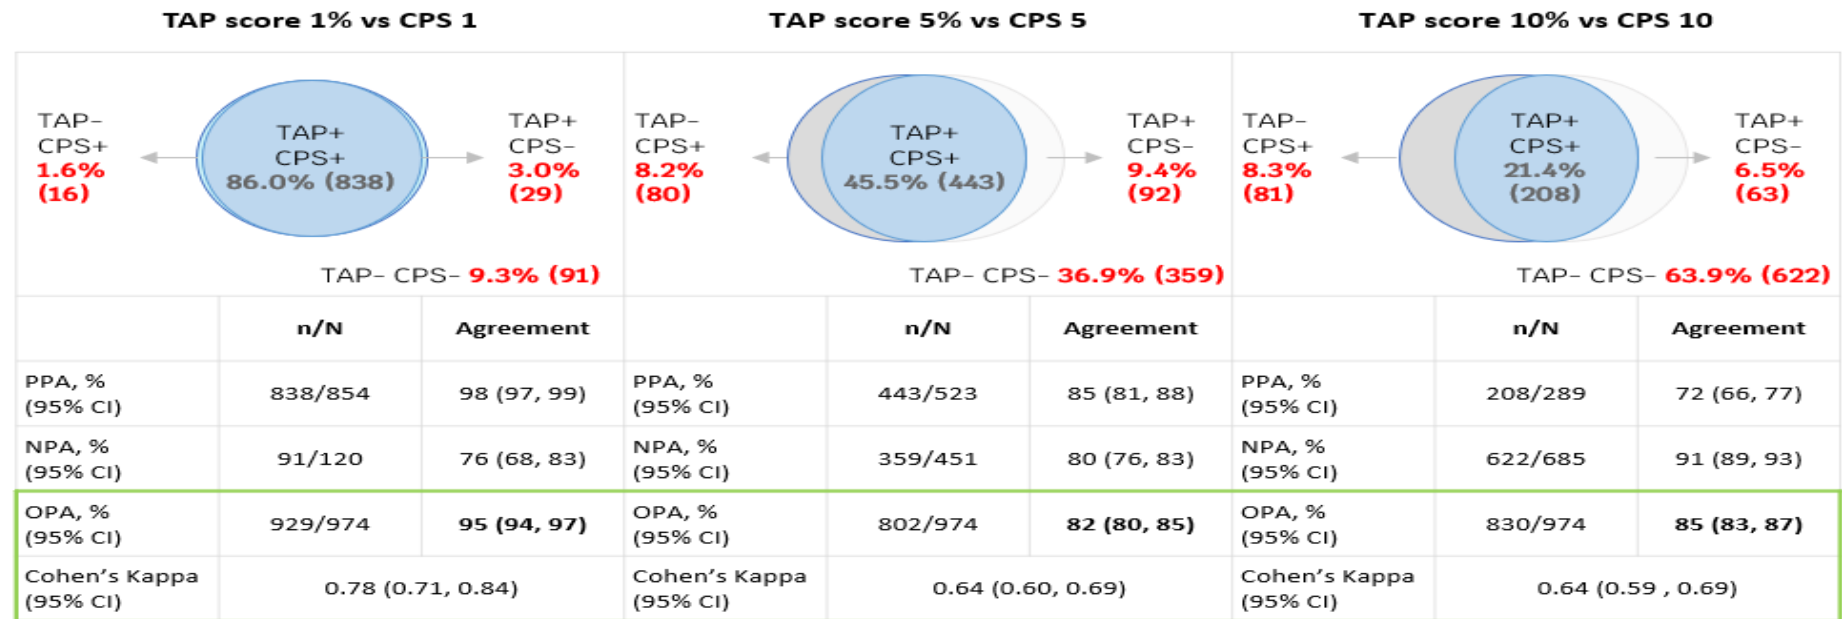 TAP score 1% vs CPS 1
TAP-
CPS+
1.6%
(16)
TAP+
CPS+
86.0% (838)
TAP+
CPS-
3.0%
(29)
TAP- CPS- 9.3% (91)
TAP score 5% vs CPS 5
TAP-
CPS+
8.2%
(80)
TAP+
CPS+
45.5% (443)
TAP+
CPS-
9.4%
(92)
TAP- CPS- 36.9% (359)
TAP score 10% vs CPS 10
TAP-
CPS+
8.3%
(81)
TAP+
CPS+
21.4%
(208)
TAP+
CPS-
6.5%
(63)
TAP- CPS- 63.9% (622)
n/N Agreement n/N Agreement n/N Agreement
PPA, %
(95% CI) 838/854 98 (97, 99) PPA, %
(95% CI) 443/523 85 (81, 88) PPA, %
(95% CI) 208/289 72 (66, 77)
NPA, %
(95% CI) 91/120 76 (68, 83) NPA, %
(95% CI) 359/451 80 (76, 83) NPA, %
(95% CI) 622/685 91 (89, 93)
OPA, %
(95% CI) 929/974 95 (94, 97) OPA, %
(95% CI) 802/974 82 (80, 85) OPA, %
(95% CI) 830/974 85 (83, 87)
Cohen's Kappa
(95% CI) 0.78 (0.71, 0.84) Cohen's Kappa
(95% CI) 0.64 (0.60, 0.69) Cohen's Kappa
(95% CI) 0.64 (0.59 , 0.69)